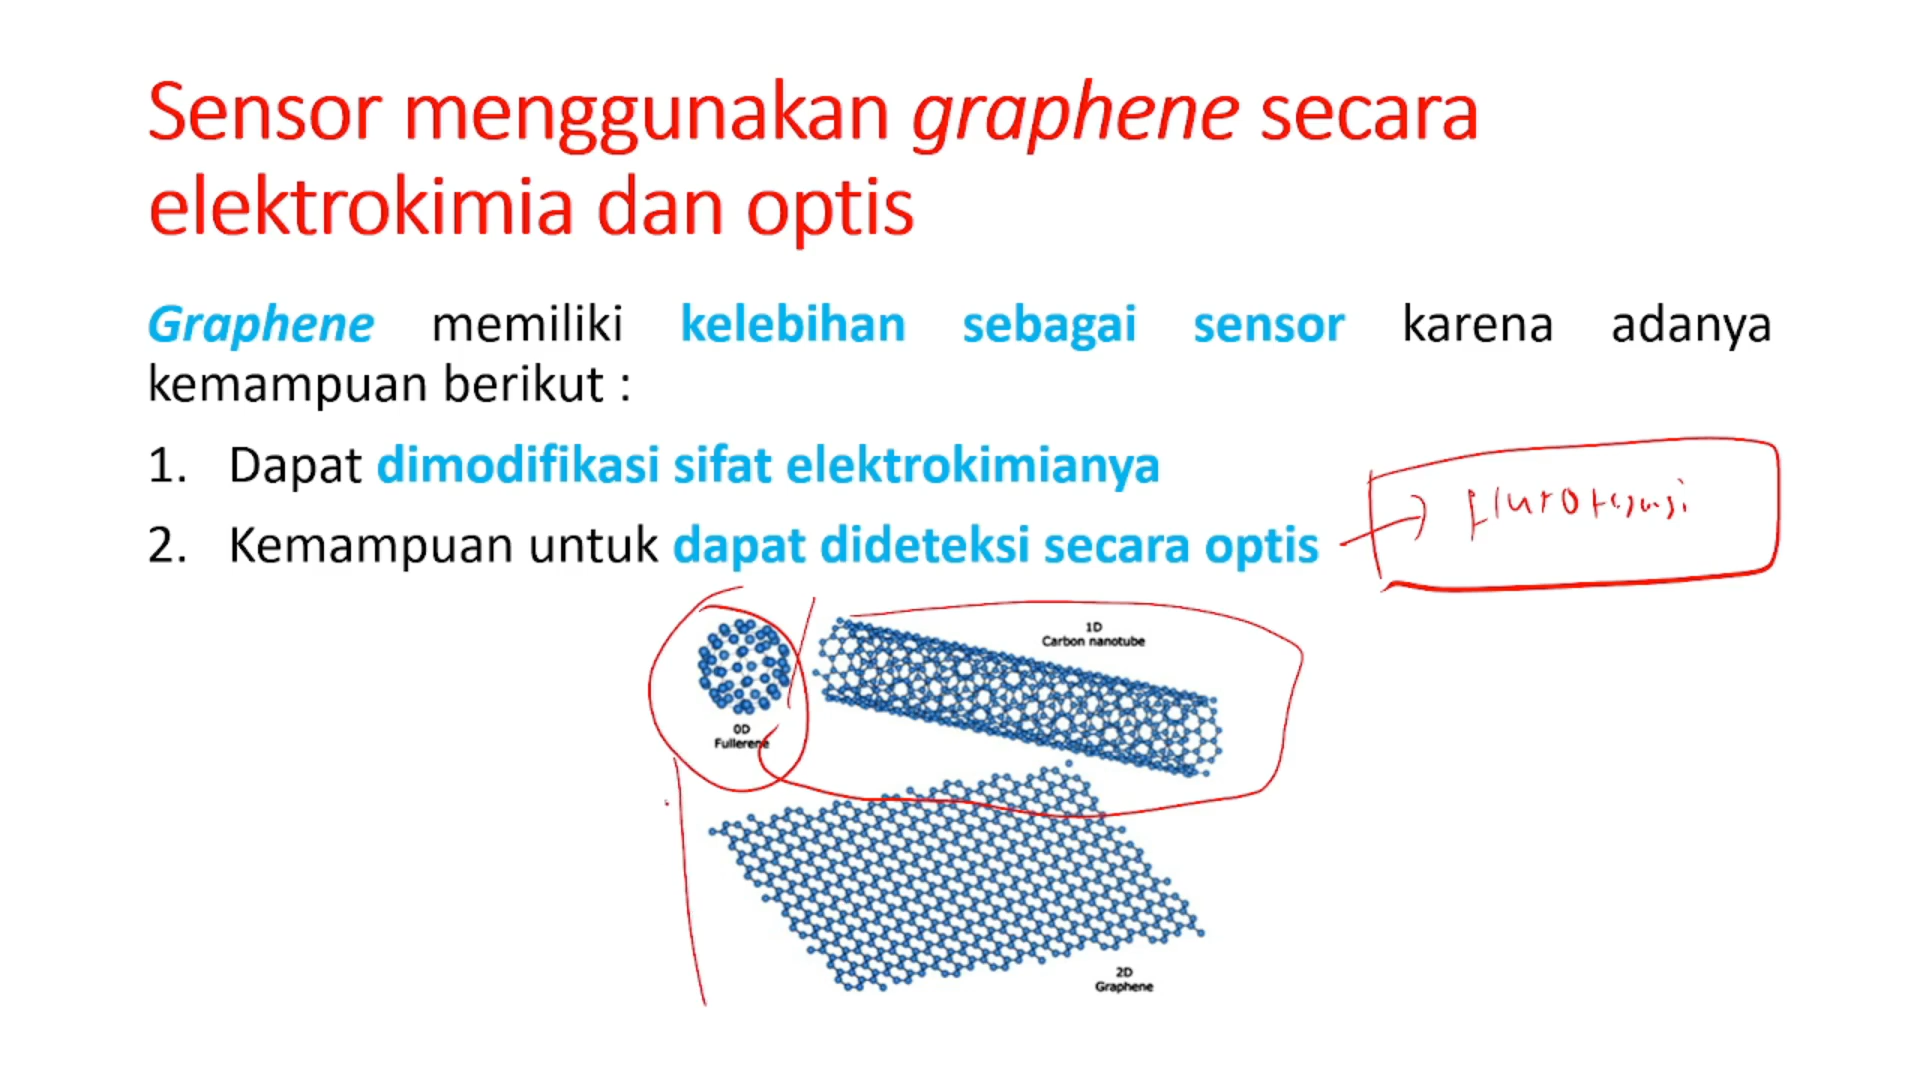 Sensor menggunakan graphene secara
elektrokimia dan optis
Graphene memiliki kelebihan sebagai sensor karena adanya
kemampuan berikut :
1. Dapat dimodifikasi sifat elektrokimianya
2. Kemampuan untuk dapat dideteksi secara optis
1D
Carbon nanotube
0D
Fullerene
2D
Graphene